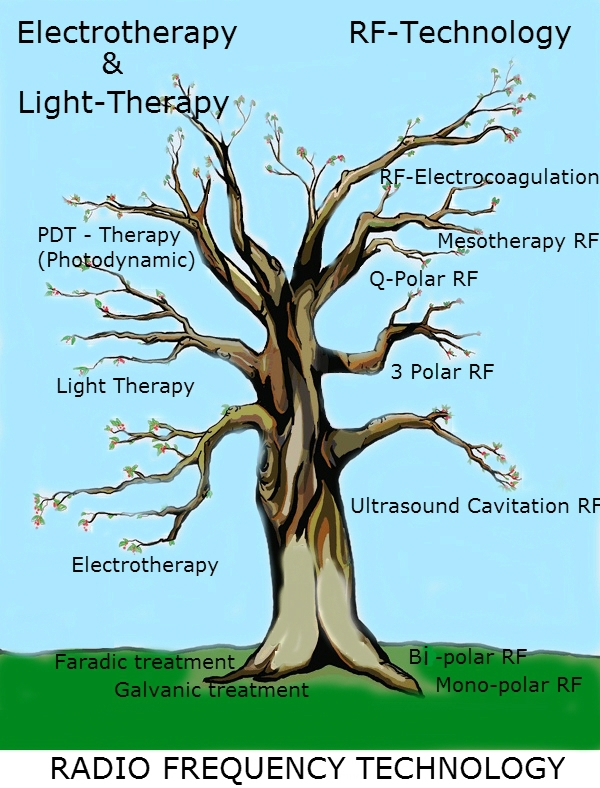 Electrotherapy
&
Light-Therapy
RF-Technology
RF-Electrocoagulation
PDT - Therapy
(Photodynamic)
Mesotherapy RF
Q-Polar RF
Light Therapy
3 Polar RF
Ultrasound Cavitation RF
Electrotherapy
Faradic treatment
Galvanic treatment
Bi -polar RF
Mono-polar RF
RADIO FREQUENCY TECHNOLOGY